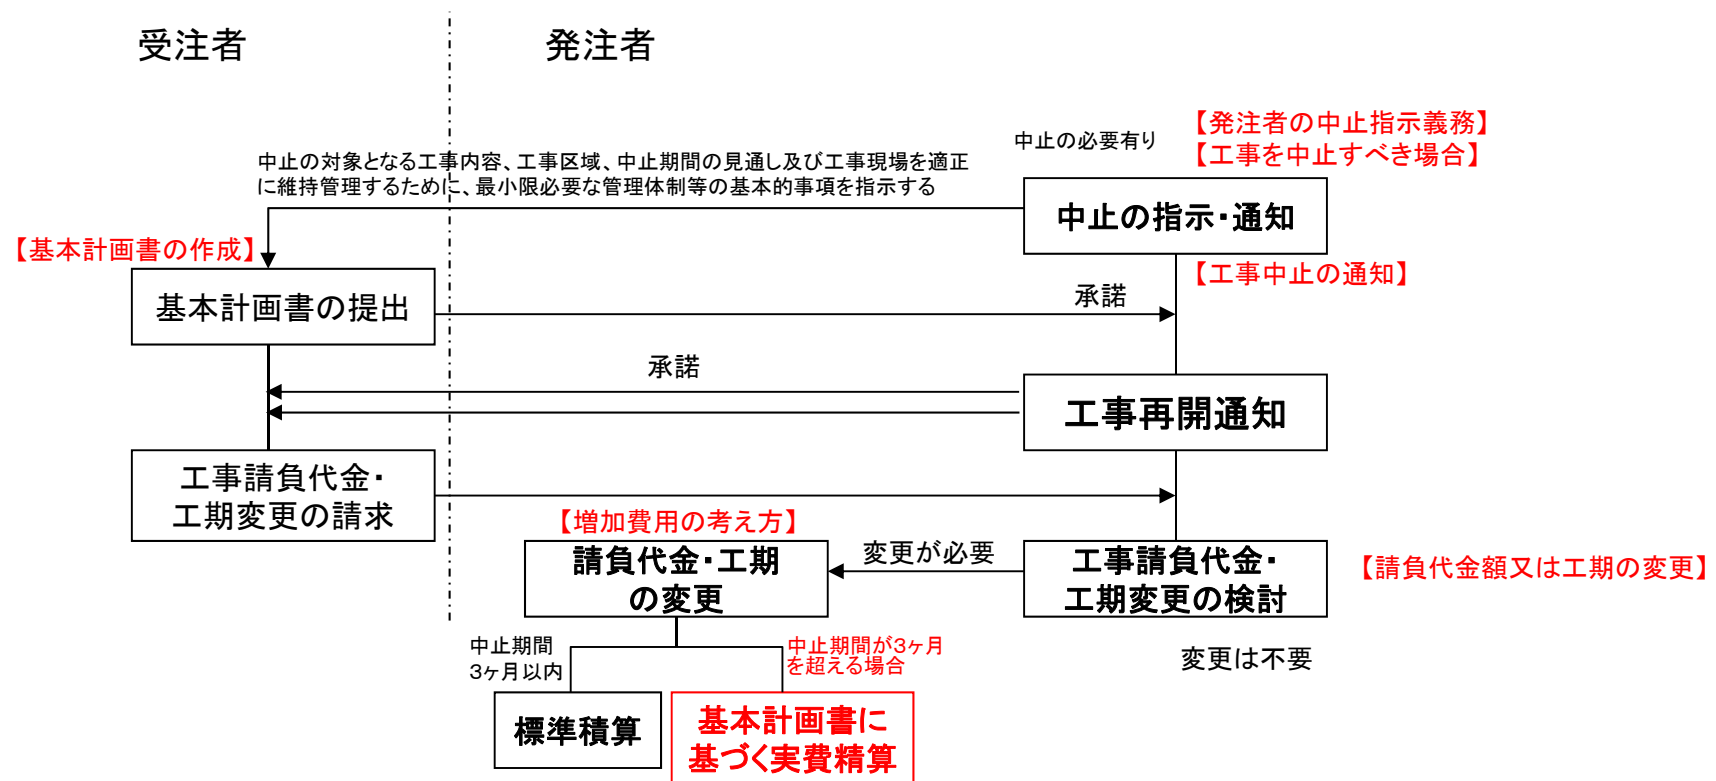 受注者
発注者
中止の必要有り
【発注者の中止指示義務】
【工事を中止すべき場合】
中止の対象となる工事内容、工事区域、中止期間の見通し及び工事現場を適正
に維持管理するために、最小限必要な管理体制等の基本的事項を指示する
中止の指示・通知
【基本計画書の作成】
【工事中止の通知】
基本計画書の提出
承諾
承諾
工事再開通知
工事請負代金・
工期変更の請求
【増加費用の考え方】
請負代金・工期
の変更
変更が必要
工事請負代金・
工期変更の検討
【請負代金額又は工期の変更】
中止期間
3ヶ月以内
中止期間が3ヶ月
を超える場合
変更は不要
標準積算
基本計画書に
基づく実費精算